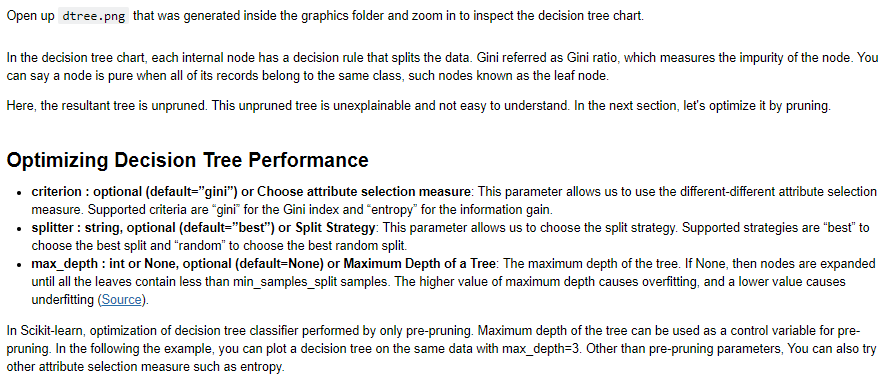 Open up dtree.png that was generated inside the graphics folder and zoom in to inspect the decision tree chart.
In the decision tree chart, each internal node has a decision rule that splits the data. Gini referred as Gini ratio, which measures the impurity of the node. You
can say a node is pure when all of its records belong to the same class, such nodes known as the leaf node.
Here, the resultant tree is unpruned. This unpruned tree is unexplainable and not easy to understand. In the next section, let's optimize it by pruning.
Optimizing Decision Tree Performance
• criterion : optional (default=”gini”) or Choose attribute selection measure: This parameter allows us to use the different-different attribute selection
measure. Supported criteria are “gini” for the Gini index and “entropy” for the information gain.
• splitter : string, optional (default=”best”) or Split Strategy: This parameter allows us to choose the split strategy. Supported strategies are “best” to
choose the best split and “random” to choose the best random split.
• max_depth : int or None, optional (default=None) or Maximum Depth of a Tree: The maximum depth of the tree. If None, then nodes are expanded
until all the leaves contain less than min_samples_split samples. The higher value of maximum depth causes overfitting, and a lower value causes
underfitting (Source).
In Scikit-learn, optimization of decision tree classifier performed by only pre-pruning. Maximum depth of the tree can be used as a control variable for pre-
pruning. In the following the example, you can plot a decision tree on the same data with max_depth=3. Other than pre-pruning parameters, You can also try
other attribute selection measure such as entropy.